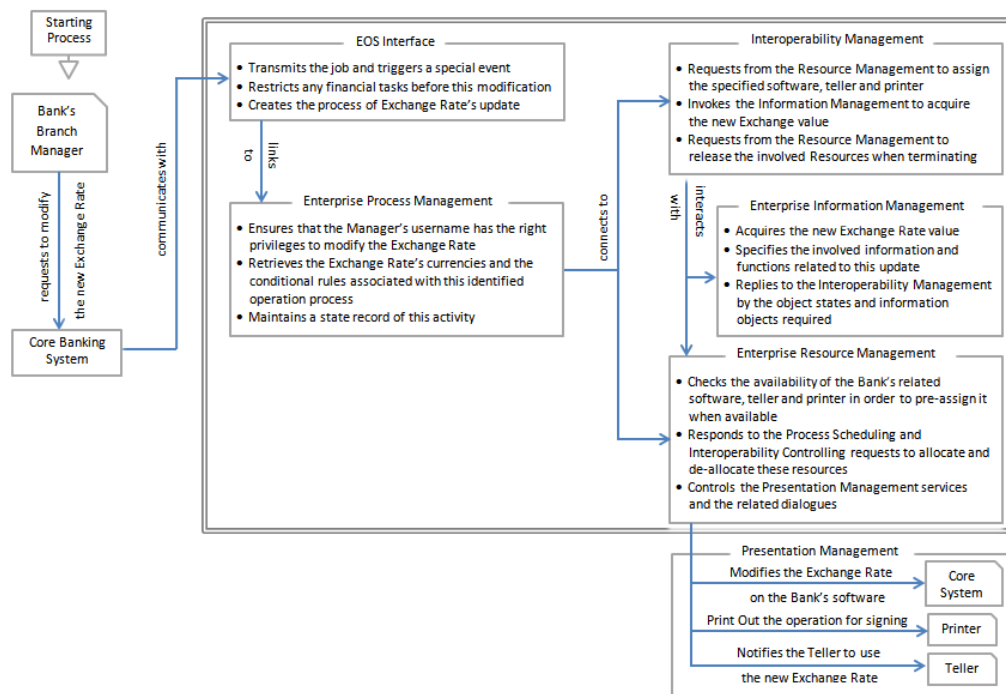 Starting
Process
Bank's
Branch
Manager
requests to modify
the new Exchange Rate
Core Banking
System
communicates with
EOS Interface
• Transmits the job and triggers a special event
• Restricts any financial tasks before this modification
• Creates the process of Exchange Rate's update
links
to
Enterprise Process Management
• Ensures that the Manager's username has the right
privileges to modify the Exchange Rate
• Retrieves the Exchange Rate's currencies and the
conditional rules associated with this identified
operation process
• Maintains a state record of this activity
connects to
Interoperability Management
• Requests from the Resource Management to assign
the specified software, teller and printer
• Invokes the Information Management to acquire
the new Exchange value
• Requests from the Resource Management to
release the involved Resources when terminating
interacts
with
Enterprise Information Management
• Acquires the new Exchange Rate value
• Specifies the involved information and
functions related to this update
• Replies to the Interoperability Management
by the object states and information
objects required
Enterprise Resource Management
• Checks the availability of the Bank's related
software, teller and printer in order to pre-assign it
when available
• Responds to the Process Scheduling and
Interoperability Controlling requests to allocate and
de-allocate these resources
• Controls the Presentation Management services
and the related dialogues
Presentation Management
Modifies the Exchange Rate
on the Bank's software
Core
System
Print Out the operation for signing
Printer
Notifies the Teller to use
the new Exchange Rate
Teller